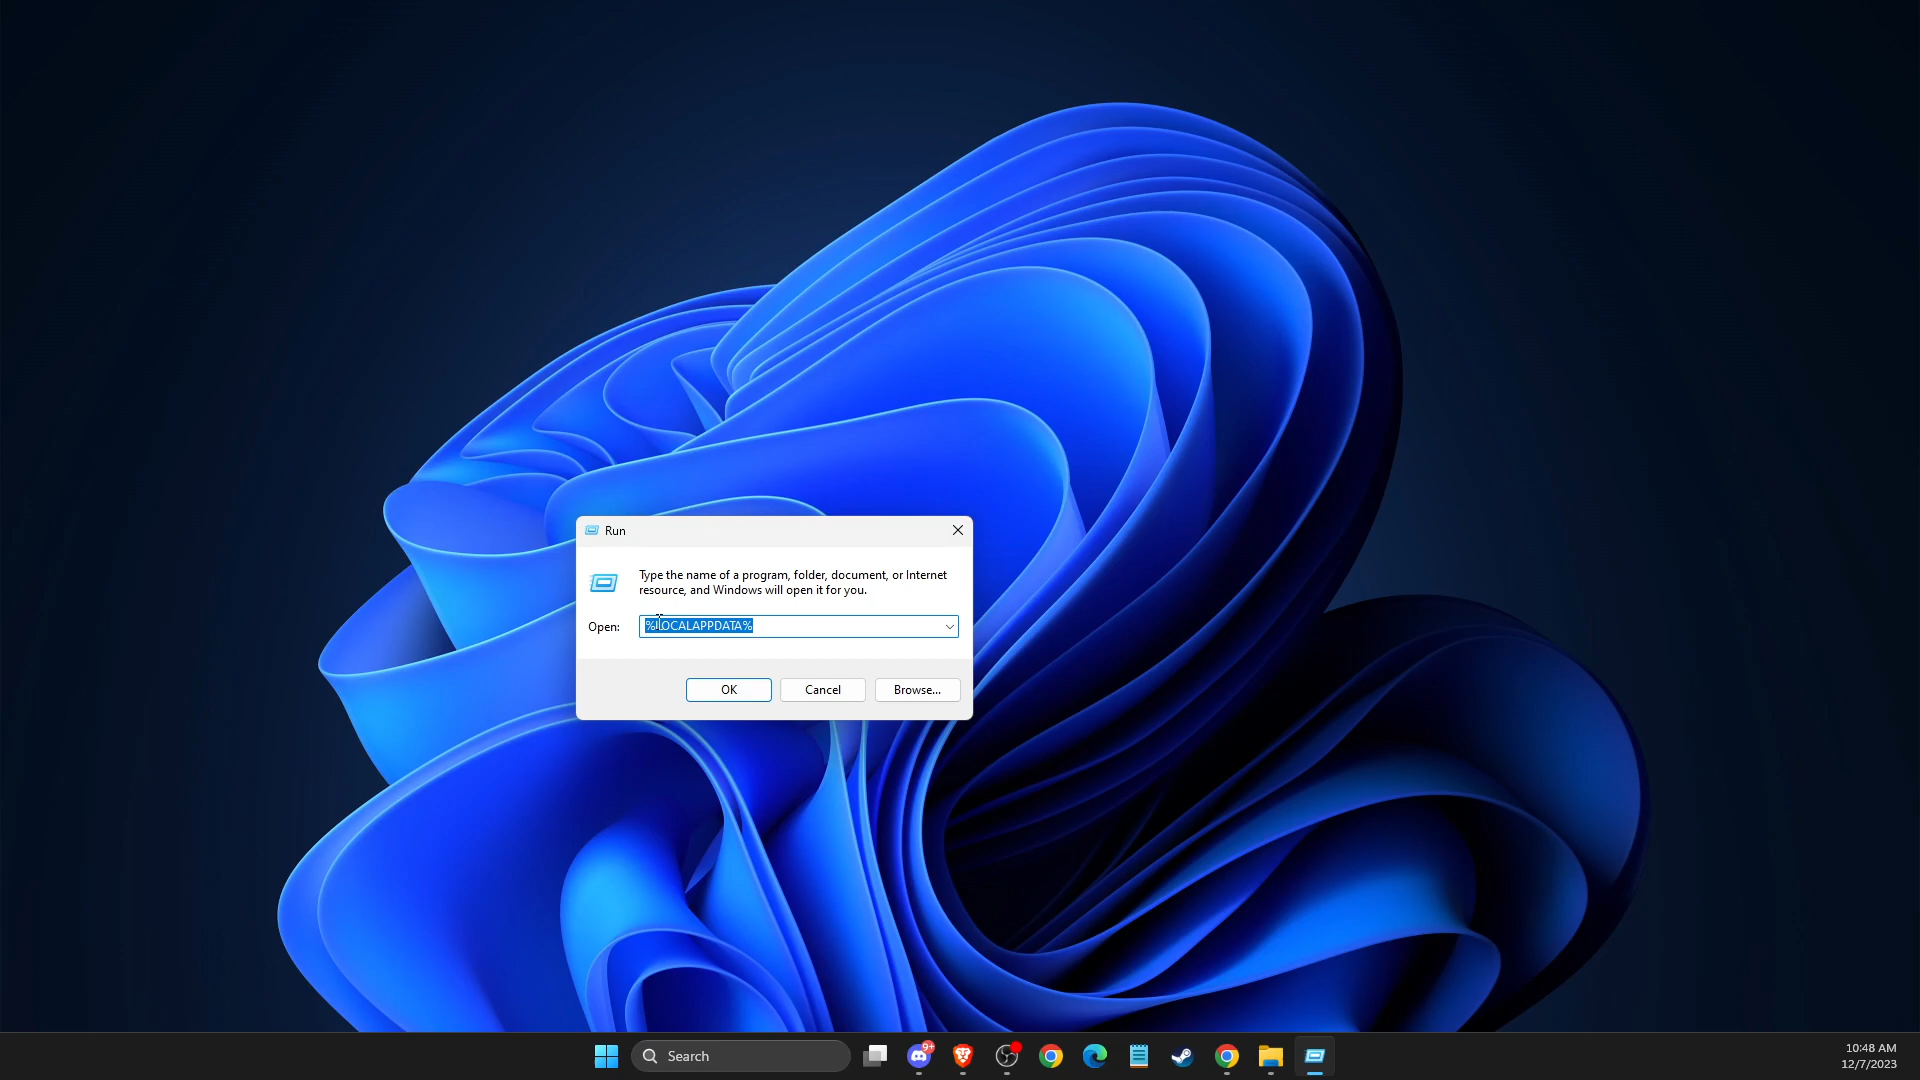 Run
Type the name of a program, folder, document, or Internet
resource, and Windows will open it for you.
Open: %LOCALAPPDATA%
OK Cancel Browse...
Search
9+
10:48 AM
12/7/2023